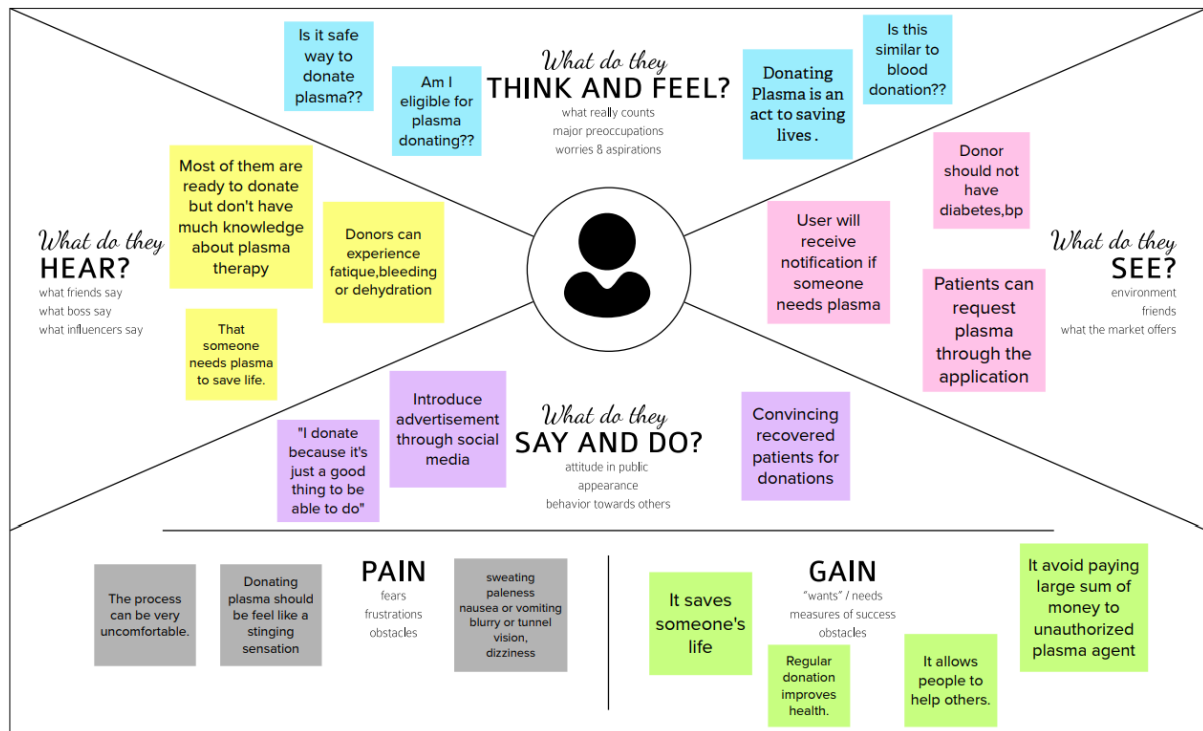 Is it safe
way to
donate
plasma??
Am I
eligible for
plasma
donating??
What do they
THINK AND FEEL?
what really counts
major preoccupations
worries & aspirations
Donating
Plasma is an
act to saving
lives .
Is this
similar to
blood
donation??
What do they
HEAR?
what friends say
what boss say
what influencers say
Most of them are
ready to donate
but don't have
much knowledge
about plasma
therapy
Donors can
experience
fatique,bleeding
or dehydration
That
someone
needs plasma
to save life.
User will
receive
notification if
someone
needs plasma
Donor
should not
have
diabetes,bp
Patients can
request
plasma
through the
application
What do they
SEE?
environment
friends
what the market offers
"I donate
because it's
just a good
thing to be
able to do"
Introduce
advertisement
through social
media
What do they
SAY AND DO?
attitude in public
appearance
behavior towards others
Convincing
recovered
patients for
donations
The process
can be very
uncomfortable.
Donating
plasma should
be feel like a
stinging
sensation
PAIN
fears
frustrations
obstacles
sweating
paleness
nausea or vomiting
blurry or tunnel
vision,
dizziness
It saves
someone's
life
GAIN
"wants" / needs
measures of success
obstacles
Regular
donation
improves
health.
It allows
people to
help others.
It avoid paying
large sum of
money to
unauthorized
plasma agent